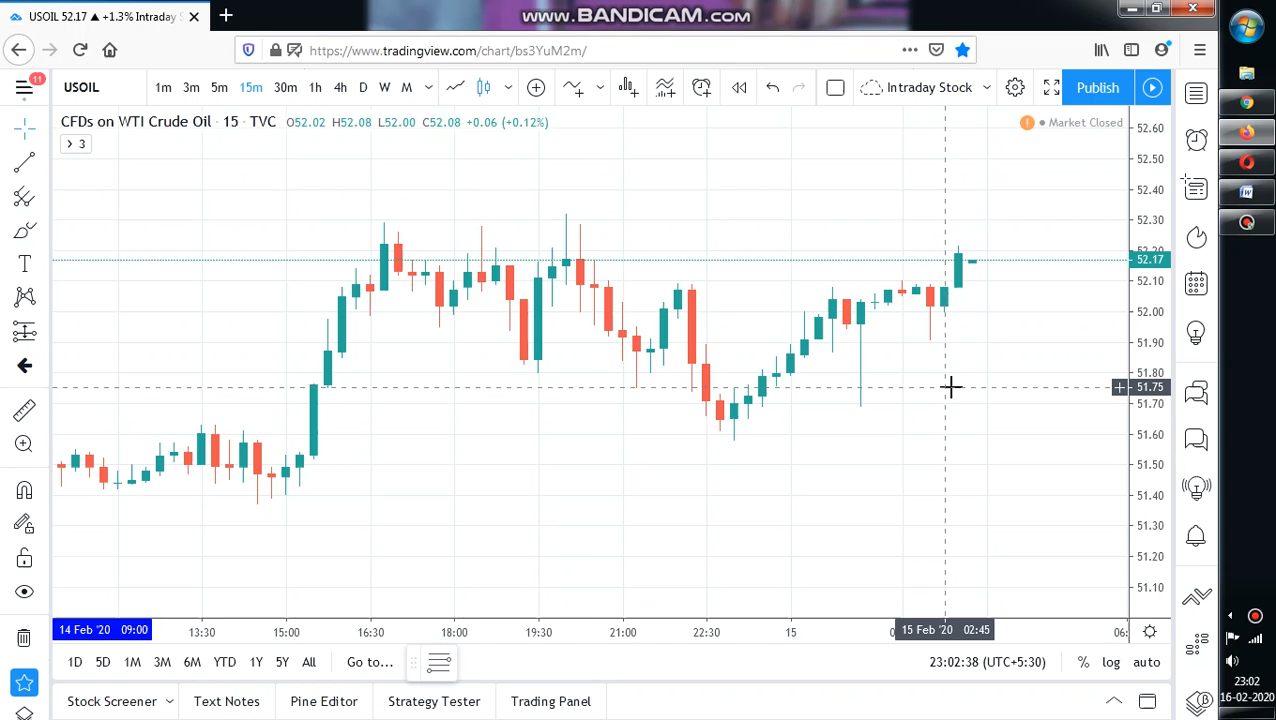 USOIL 52.17 ▲ +1.3% Intraday S
www.BANDICAM.com
https://www.tradingview.com/chart/bs3YuM2m/
11
USOIL 1m 3m 5m 15m 30m 1h 4h D W M Intraday Stock Publish
CFDs on WTI Crude Oil · 15 · TVC O52.02 H52.08 L52.00 C52.08 +0.06 (+0.12%)
Market Closed
3
52.60
52.50
52.40
52.30
52.20
52.17
52.10
52.00
51.90
51.80
51.75
51.70
51.60
51.50
51.40
51.30
51.20
51.10
14 Feb '20 09:00 13:30 15:00 16:30 18:00 19:30 21:00 22:30 15 15 Feb '20 02:45 06:
1D 5D 1M 3M 6M YTD 1Y 5Y All Go to... 23:02:38 (UTC+5:30) % log auto
Stock Screener Text Notes Pine Editor Strategy Tester Trading Panel
23:02
16-02-2020